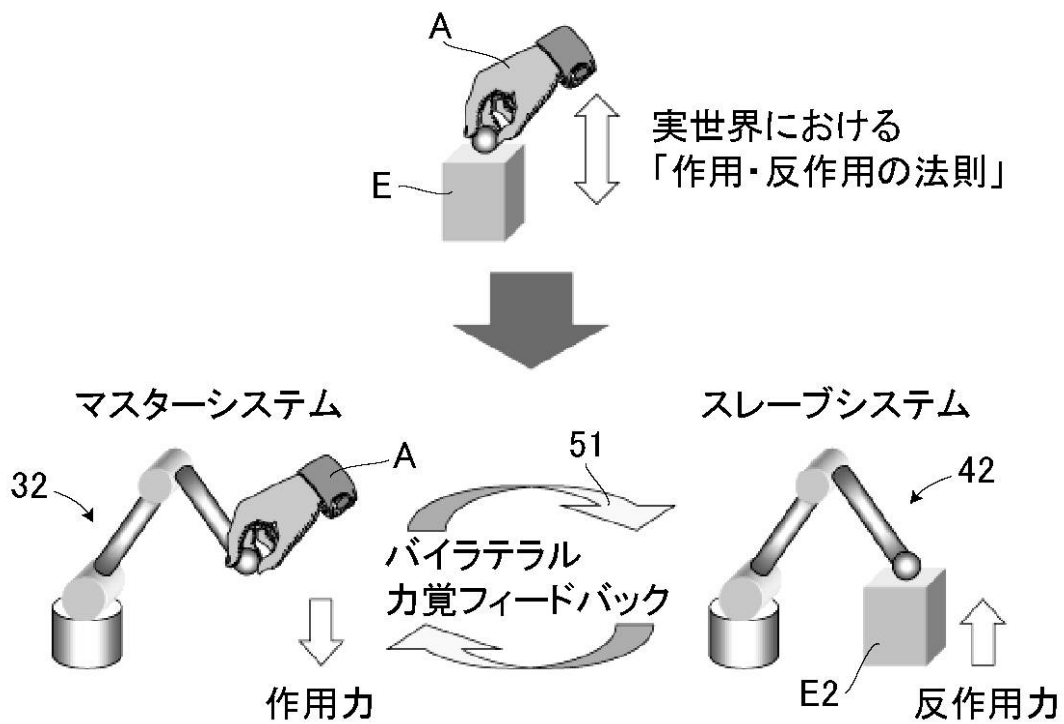 A
実世界における
「作用・反作用の法則」
E
マスターシステム
スレーブシステム
32
A
51
42
バイラテラル
力覚フィードバック
作用力
E2
反作用力